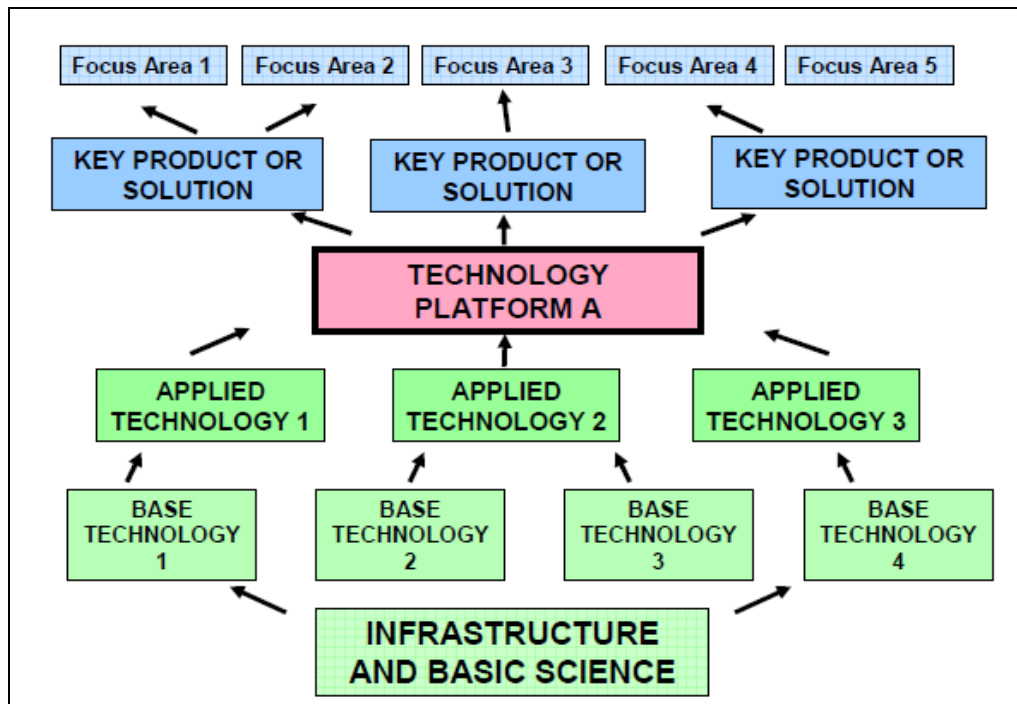 Focus Area 1
Focus Area 2
Focus Area 3
Focus Area 4
Focus Area 5
KEY PRODUCT OR
SOLUTION
KEY PRODUCT OR
SOLUTION
KEY PRODUCT OR
SOLUTION
TECHNOLOGY
PLATFORM A
APPLIED
TECHNOLOGY 1
APPLIED
TECHNOLOGY 2
APPLIED
TECHNOLOGY 3
BASE
TECHNOLOGY
1
BASE
TECHNOLOGY
2
BASE
TECHNOLOGY
3
BASE
TECHNOLOGY
4
INFRASTRUCTURE
AND BASIC SCIENCE